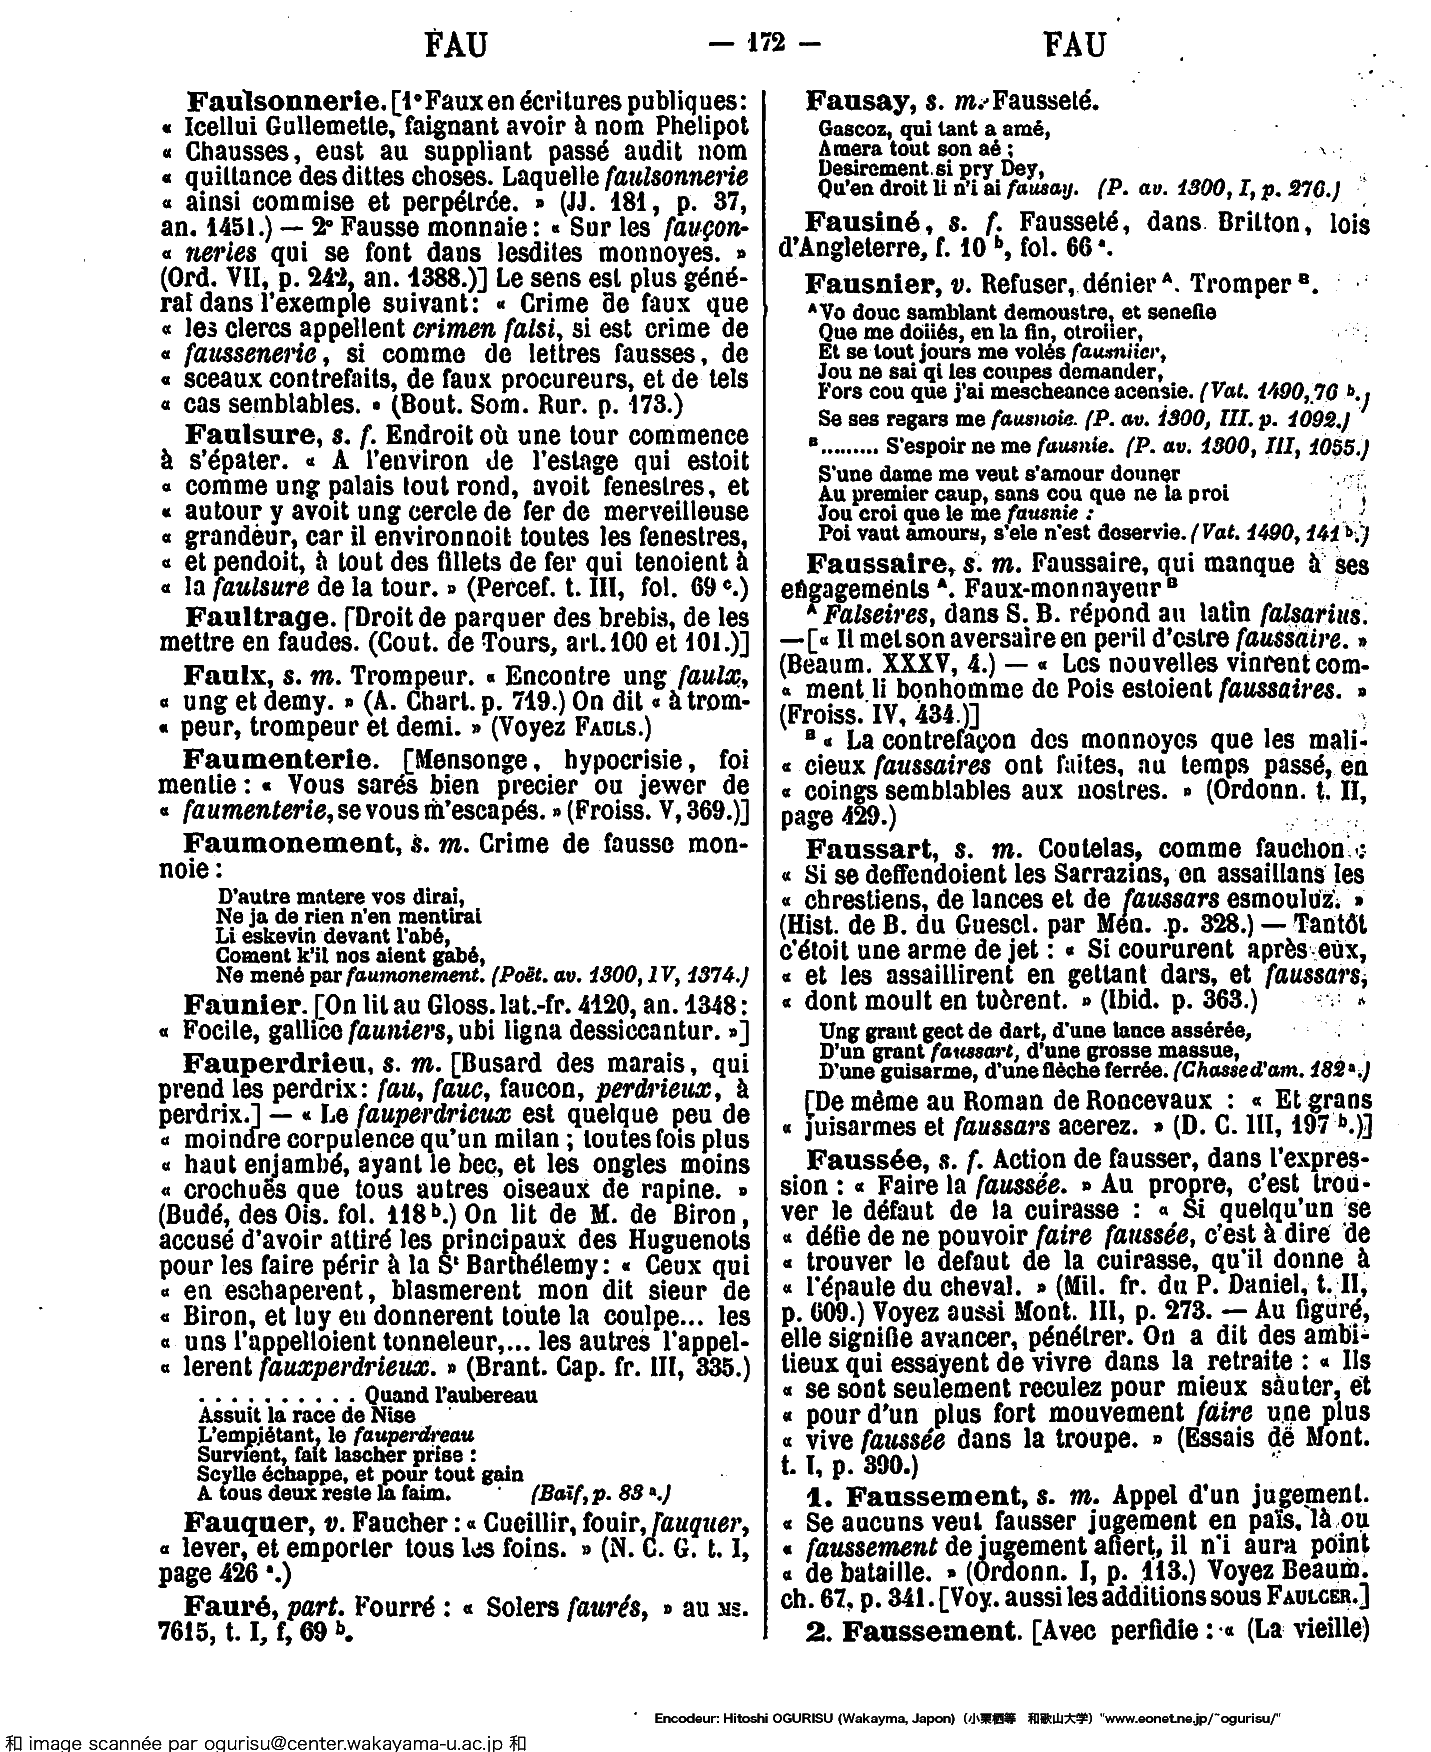 FAU — 172 — FAU
Faulsonnerie. [1° Faux en écritures publiques:
« Icellui Gullemette, faignant avoir à nom Phelipot
« Chausses, eust au suppliant passé audit nom
« quittance des dittes choses. Laquelle faulsonnerie
« ainsi commise et perpétrée. » (JJ. 181, p. 37,
an. 1451.) — 2° Fausse monnaie : « Sur les fauçon-
« neries qui se font dans lesdites monnoyes. »
(Ord. VII, p. 242, an. 1388.)] Le sens est plus géné-
ral dans l'exemple suivant : « Crime de faux que
« les clercs appellent crimen falsi, si est crime de
« faussenerie, si comme de lettres fausses, de
« sceaux contrefaits, de faux procureurs, et de tels
« cas semblables. » (Bout. Som. Rur. p. 173.)
Faulsure, s. f. Endroit où une tour commence
à s'épater. « A l'environ de l'estage qui estoit
« comme ung palais tout rond, avoit fenestres, et
« autour y avoit ung cercle de fer de merveilleuse
« grandeur, car il environnoit toutes les fenestres,
« et pendoit, à tout des fillets de fer qui tenoient à
« la faulsure de la tour. » (Percef. t. III, fol. 69 c.)
Faultrage. [Droit de parquer des brebis, de les
mettre en faudes. (Cout. de Tours, art. 100 et 101.)]
Faulx, s. m. Trompeur. « Encontre ung faulx,
« ung et demy. » (A. Chart. p. 719.) On dit « à trom-
« peur, trompeur et demi. » (Voyez FAULS.)
Faumenterie. [Mensonge, hypocrisie, foi
mentie : « Vous sarés bien precier ou jewer de
« faumenterie, se vous m'escapés. » (Froiss. V, 369.)]
Faumonement, s. m. Crime de fausse mon-
noie :
D'autre matere vos dirai,
Ne ja de rien n'en mentirai
Li eskevin devant l'abé,
Coment k'il nos aient gabé,
Ne mené par faumonement. (Poët. av. 1300, IV, 1374.)
Faunier. [On lit au Gloss. lat.-fr. 4120, an. 1348 :
« Focile, gallice fauniers, ubi ligna dessiccantur. »]
Fauperdrieu, s. m. [Busard des marais, qui
prend les perdrix : fau, fauc, faucon, perdrieux, à
perdrix.] — « Le fauperdrieux est quelque peu de
« moindre corpulence qu'un milan ; toutes fois plus
« haut enjambé, ayant le bec, et les ongles moins
« crochuës que tous autres oiseaux de rapine. »
(Budé, des Ois. fol. 118 b.) On lit de M. de Biron,
accusé d'avoir attiré les principaux des Huguenots
pour les faire périr à la St Barthélemy : « Ceux qui
« en eschaperent, blasmerent mon dit sieur de
« Biron, et luy en donnerent toute la coulpe... les
« uns l'appelloient tonneleur,... les autres l'appel-
« lerent fauxperdrieux. » (Brant. Cap. fr. III, 335.)
. . . . . . . . . . . Quand l'aubereau
Assuit la race de Nise
L'empiétant, le fauperdreau
Survient, fait lascher prise :
Scylle échappe, et pour tout gain
A tous deux reste la faim. (Baïf, p. 83 a.)
Fauquer, v. Faucher : « Cueillir, fouir, fauquer,
« lever, et emporter tous les foins. » (N. C. G. t. I,
page 426 a.)
Fauré, part. Fourré : « Solers faurés, » au MS.
7615, t. I, f, 69 b.
Fausay, s. m. Fausseté.
Gascoz, qui tant a amé,
Amera tout son aé ;
Desirement si pry Dey,
Qu'en droit li n'i ai fausay. (P. av. 1300, I, p. 276.)
Fausiné, s. f. Fausseté, dans Britton, lois
d'Angleterre, f. 10 b, fol. 66 a.
Fausnier, v. Refuser, dénier A. Tromper B.
A Vo douc samblant demoustre, et senefie
Que me doiiés, en la fin, otroiier,
Et se tout jours me volés fausniier,
Jou ne sai qi les coupes demander,
Fors cou que j'ai mescheance acensie. (Vat. 1490, 76 b.)
Se ses regars me fausnoie. (P. av. 1300, III. p. 1092.)
B ......... S'espoir ne me fausnie. (P. av. 1300, III, 1055.)
S'une dame me veut s'amour donner
Au premier caup, sans cou que ne la proi
Jou croi que le me fausnie :
Poi vaut amours, s'ele n'est deservie. (Vat. 1490, 141 b.)
Faussaire, s. m. Faussaire, qui manque à ses
engagements A. Faux-monnayeur B
A Falseires, dans S. B. répond au latin falsarius.
— [« Il met son aversaire en peril d'estre faussaire. »
(Beaum. XXXV, 4.) — « Les nouvelles vinrent com-
« ment li bonhomme de Pois estoient faussaires. »
(Froiss. IV, 434.)]
B « La contrefaçon des monnoyes que les mali-
« cieux faussaires ont faites, au temps passé, en
« coings semblables aux nostres. » (Ordonn. t. II,
page 429.)
Faussart, s. m. Coutelas, comme fauchon :
« Si se deffendoient les Sarrazins, en assaillans les
« chrestiens, de lances et de faussars esmouluz. »
(Hist. de B. du Guescl. par Mén. p. 328.) — Tantôt
c'étoit une arme de jet : « Si coururent après eux,
« et les assaillirent en gettant dars, et faussars,
« dont moult en tuèrent. » (Ibid. p. 363.)
Ung grant gect de dart, d'une lance assérée,
D'un grant faussart, d'une grosse massue,
D'une guisarme, d'une flèche ferrée. (Chasse d'am. 182 a.)
[De même au Roman de Roncevaux : « Et grans
« juisarmes et faussars acerez. » (D. C. III, 197 b.)]
Faussée, s. f. Action de fausser, dans l'expres-
sion : « Faire la faussée. » Au propre, c'est trou-
ver le défaut de la cuirasse : « Si quelqu'un se
« défie de ne pouvoir faire faussée, c'est à dire de
« trouver le defaut de la cuirasse, qu'il donne à
« l'épaule du cheval. » (Mil. fr. du P. Daniel, t. II,
p. 609.) Voyez aussi Mont. III, p. 273. — Au figuré,
elle signifie avancer, pénétrer. On a dit des ambi-
tieux qui essayent de vivre dans la retraite : « Ils
« se sont seulement reculez pour mieux sauter, et
« pour d'un plus fort mouvement faire une plus
« vive faussée dans la troupe. » (Essais de Mont.
t. I, p. 390.)
1. Faussement, s. m. Appel d'un jugement.
« Se aucuns veut fausser jugement en païs, là ou
« faussement de jugement afiert, il n'i aura point
« de bataille. » (Ordonn. I, p. 113.) Voyez Beaum.
ch. 67, p. 341. [Voy. aussi les additions sous FAULCER.]
2. Faussement. [Avec perfidie : « (La vieille)
Encodeur: Hitoshi OGURISU (Wakayma, Japon) (小栗栖等 和歌山大学) "www.eonet.ne.jp/~ogurisu/"
和 image scannée par ogurisu@center.wakayama-u.ac.jp 和